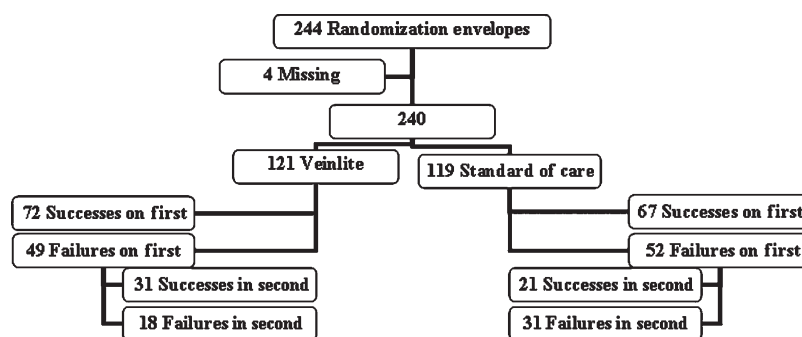 244 Randomization envelopes
4 Missing
240
121 Veinlite
119 Standard of care
72 Successes on first
67 Successes on first
49 Failures on first
52 Failures on first
31 Successes in second
21 Successes in second
18 Failures in second
31 Failures in second